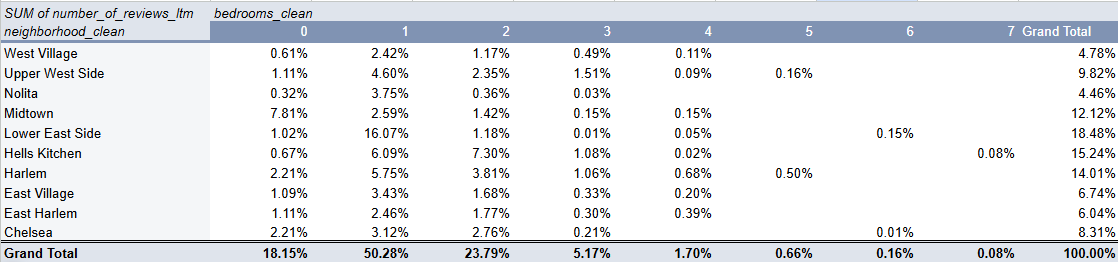 SUM of number_of_reviews_ltm bedrooms_clean
neighborhood_clean 0 1 2 3 4 5 6 7 Grand Total
West Village 0.61% 2.42% 1.17% 0.49% 0.11% 4.78%
Upper West Side 1.11% 4.60% 2.35% 1.51% 0.09% 0.16% 9.82%
Nolita 0.32% 3.75% 0.36% 0.03% 4.46%
Midtown 7.81% 2.59% 1.42% 0.15% 0.15% 12.12%
Lower East Side 1.02% 16.07% 1.18% 0.01% 0.05% 0.15% 18.48%
Hells Kitchen 0.67% 6.09% 7.30% 1.08% 0.02% 0.08% 15.24%
Harlem 2.21% 5.75% 3.81% 1.06% 0.68% 0.50% 14.01%
East Village 1.09% 3.43% 1.68% 0.33% 0.20% 6.74%
East Harlem 1.11% 2.46% 1.77% 0.30% 0.39% 6.04%
Chelsea 2.21% 3.12% 2.76% 0.21% 0.01% 8.31%
Grand Total 18.15% 50.28% 23.79% 5.17% 1.70% 0.66% 0.16% 0.08% 100.00%